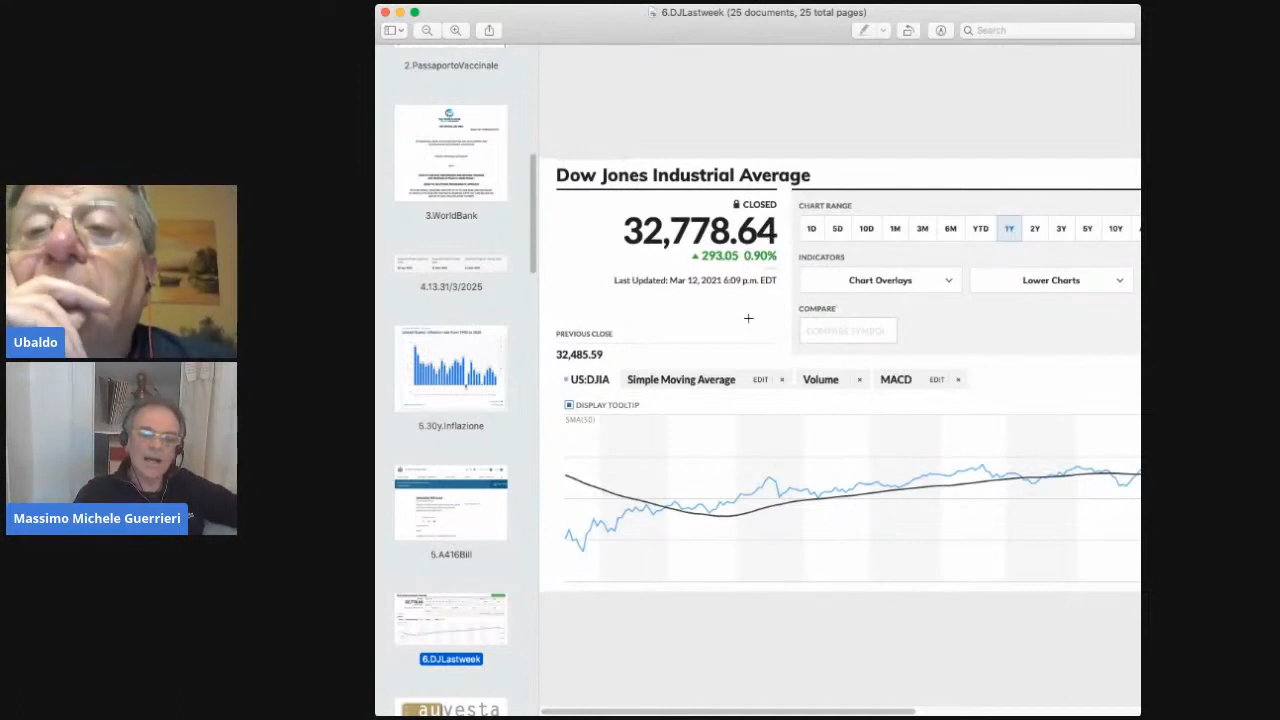 6.DJLastweek (25 documents, 25 total pages)
Search
2.PassaportoVaccinale
3.WorldBank
4.13.31/3/2025
5.30y.Inflazione
5.A416Bill
6.DJLastweek
auvesta
Dow Jones Industrial Average
CLOSED
32,778.64
293.05 0.90%
Last Updated: Mar 12, 2021 6:09 p.m. EDT
PREVIOUS CLOSE
32,485.59
CHART RANGE
1D 5D 10D 1M 3M 6M YTD 1Y 2Y 3Y 5Y 10Y
INDICATORS
Chart Overlays Lower Charts
COMPARE
COMPARE SYMBOL
US:DJIA Simple Moving Average EDIT × Volume × MACD EDIT ×
DISPLAY TOOLTIP
SMA(50)
Ubaldo
Massimo Michele Guerrieri